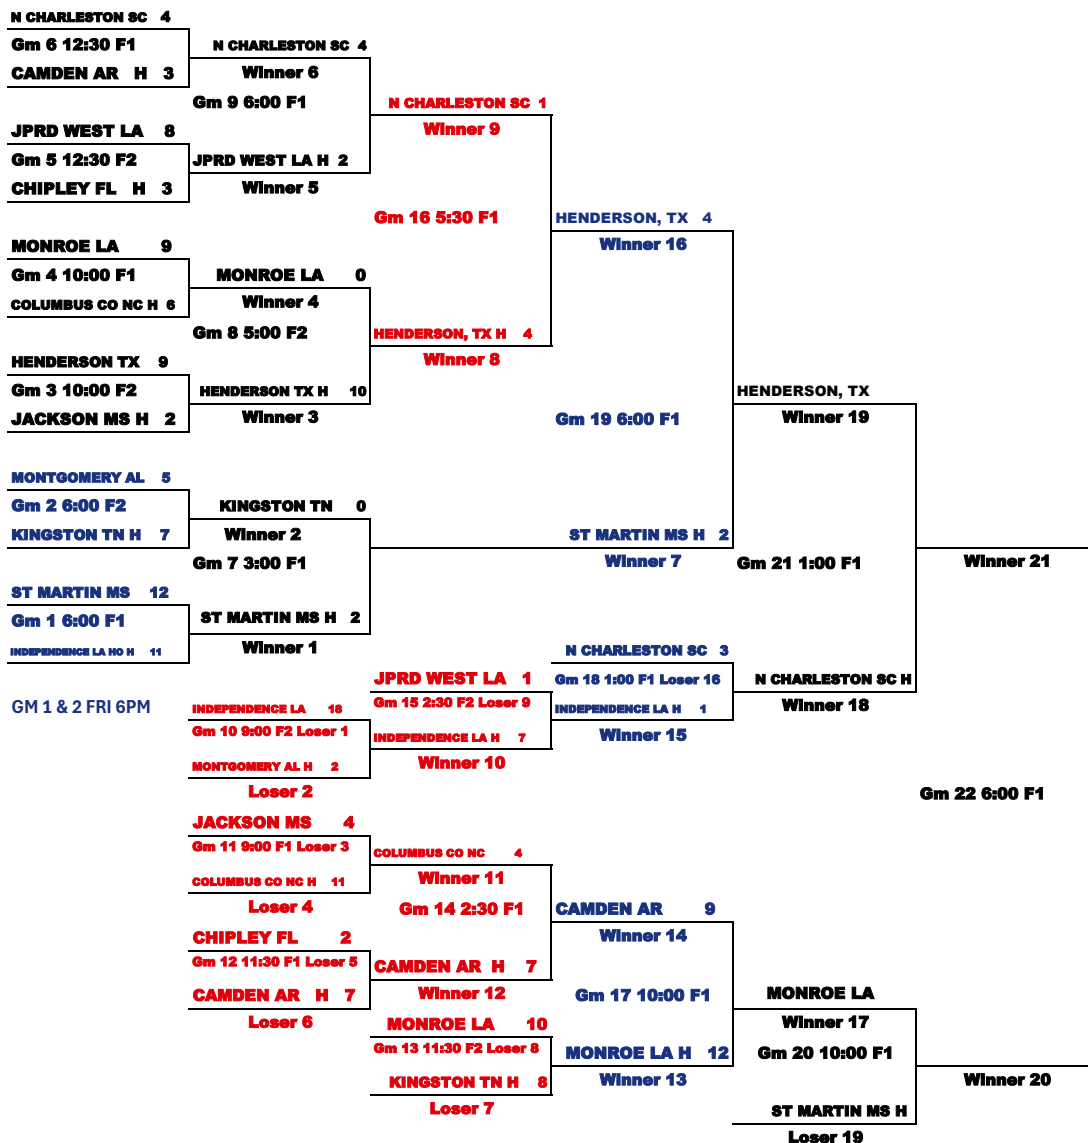 N CHARLESTON SC 4
Gm 6 12:30 F1
CAMDEN AR H 3
N CHARLESTON SC 4
Winner 6
Gm 9 6:00 F1
JPRD WEST LA 8
Gm 5 12:30 F2
CHIPLEY FL H 3
JPRD WEST LA H 2
Winner 5
N CHARLESTON SC 1
Winner 9
Gm 16 5:30 F1
MONROE LA 9
Gm 4 10:00 F1
COLUMBUS CO NC H 6
MONROE LA 0
Winner 4
Gm 8 5:00 F2
HENDERSON TX 9
Gm 3 10:00 F2
JACKSON MS H 2
HENDERSON TX H 10
Winner 3
HENDERSON, TX H 4
Winner 8
HENDERSON, TX 4
Winner 16
Gm 19 6:00 F1
HENDERSON, TX
Winner 19
MONTGOMERY AL 5
Gm 2 6:00 F2
KINGSTON TN H 7
KINGSTON TN 0
Winner 2
Gm 7 3:00 F1
ST MARTIN MS 12
Gm 1 6:00 F1
INDEPENDENCE LA HO H 11
ST MARTIN MS H 2
Winner 1
ST MARTIN MS H 2
Winner 7
Gm 21 1:00 F1
Winner 21
GM 1 & 2 FRI 6PM
N CHARLESTON SC 3
Gm 18 1:00 F1 Loser 16
INDEPENDENCE LA H 1
Winner 15
N CHARLESTON SC H
Winner 18
JPRD WEST LA 1
Gm 15 2:30 F2 Loser 9
INDEPENDENCE LA H 7
Winner 10
INDEPENDENCE LA 18
Gm 10 9:00 F2 Loser 1
MONTGOMERY AL H 2
Loser 2
Gm 22 6:00 F1
JACKSON MS 4
Gm 11 9:00 F1 Loser 3
COLUMBUS CO NC H 11
Loser 4
COLUMBUS CO NC 4
Winner 11
Gm 14 2:30 F1
CHIPLEY FL 2
Gm 12 11:30 F1 Loser 5
CAMDEN AR H 7
Loser 6
CAMDEN AR H 7
Winner 12
CAMDEN AR 9
Winner 14
Gm 17 10:00 F1
MONROE LA 10
Gm 13 11:30 F2 Loser 8
KINGSTON TN H 8
Loser 7
MONROE LA H 12
Winner 13
MONROE LA
Winner 17
Gm 20 10:00 F1
ST MARTIN MS H
Loser 19
Winner 20